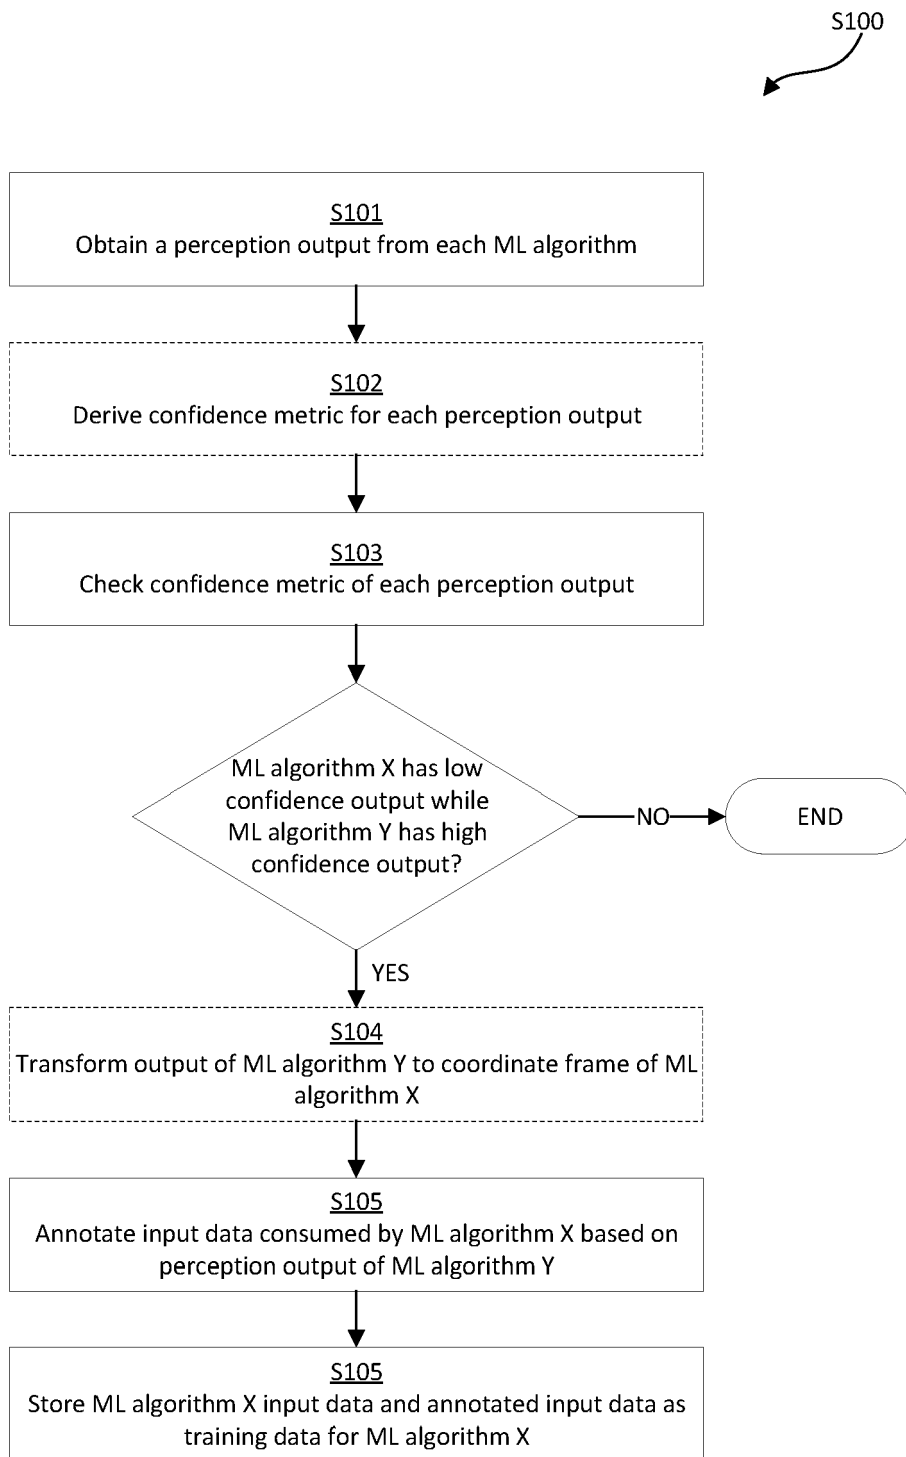 S100
S101
Obtain a perception output from each ML algorithm
S102
Derive confidence metric for each perception output
S103
Check confidence metric of each perception output
ML algorithm X has low
confidence output while
ML algorithm Y has high
confidence output?
NO
END
YES
S104
Transform output of ML algorithm Y to coordinate frame of ML
algorithm X
S105
Annotate input data consumed by ML algorithm X based on
perception output of ML algorithm Y
S105
Store ML algorithm X input data and annotated input data as
training data for ML algorithm X